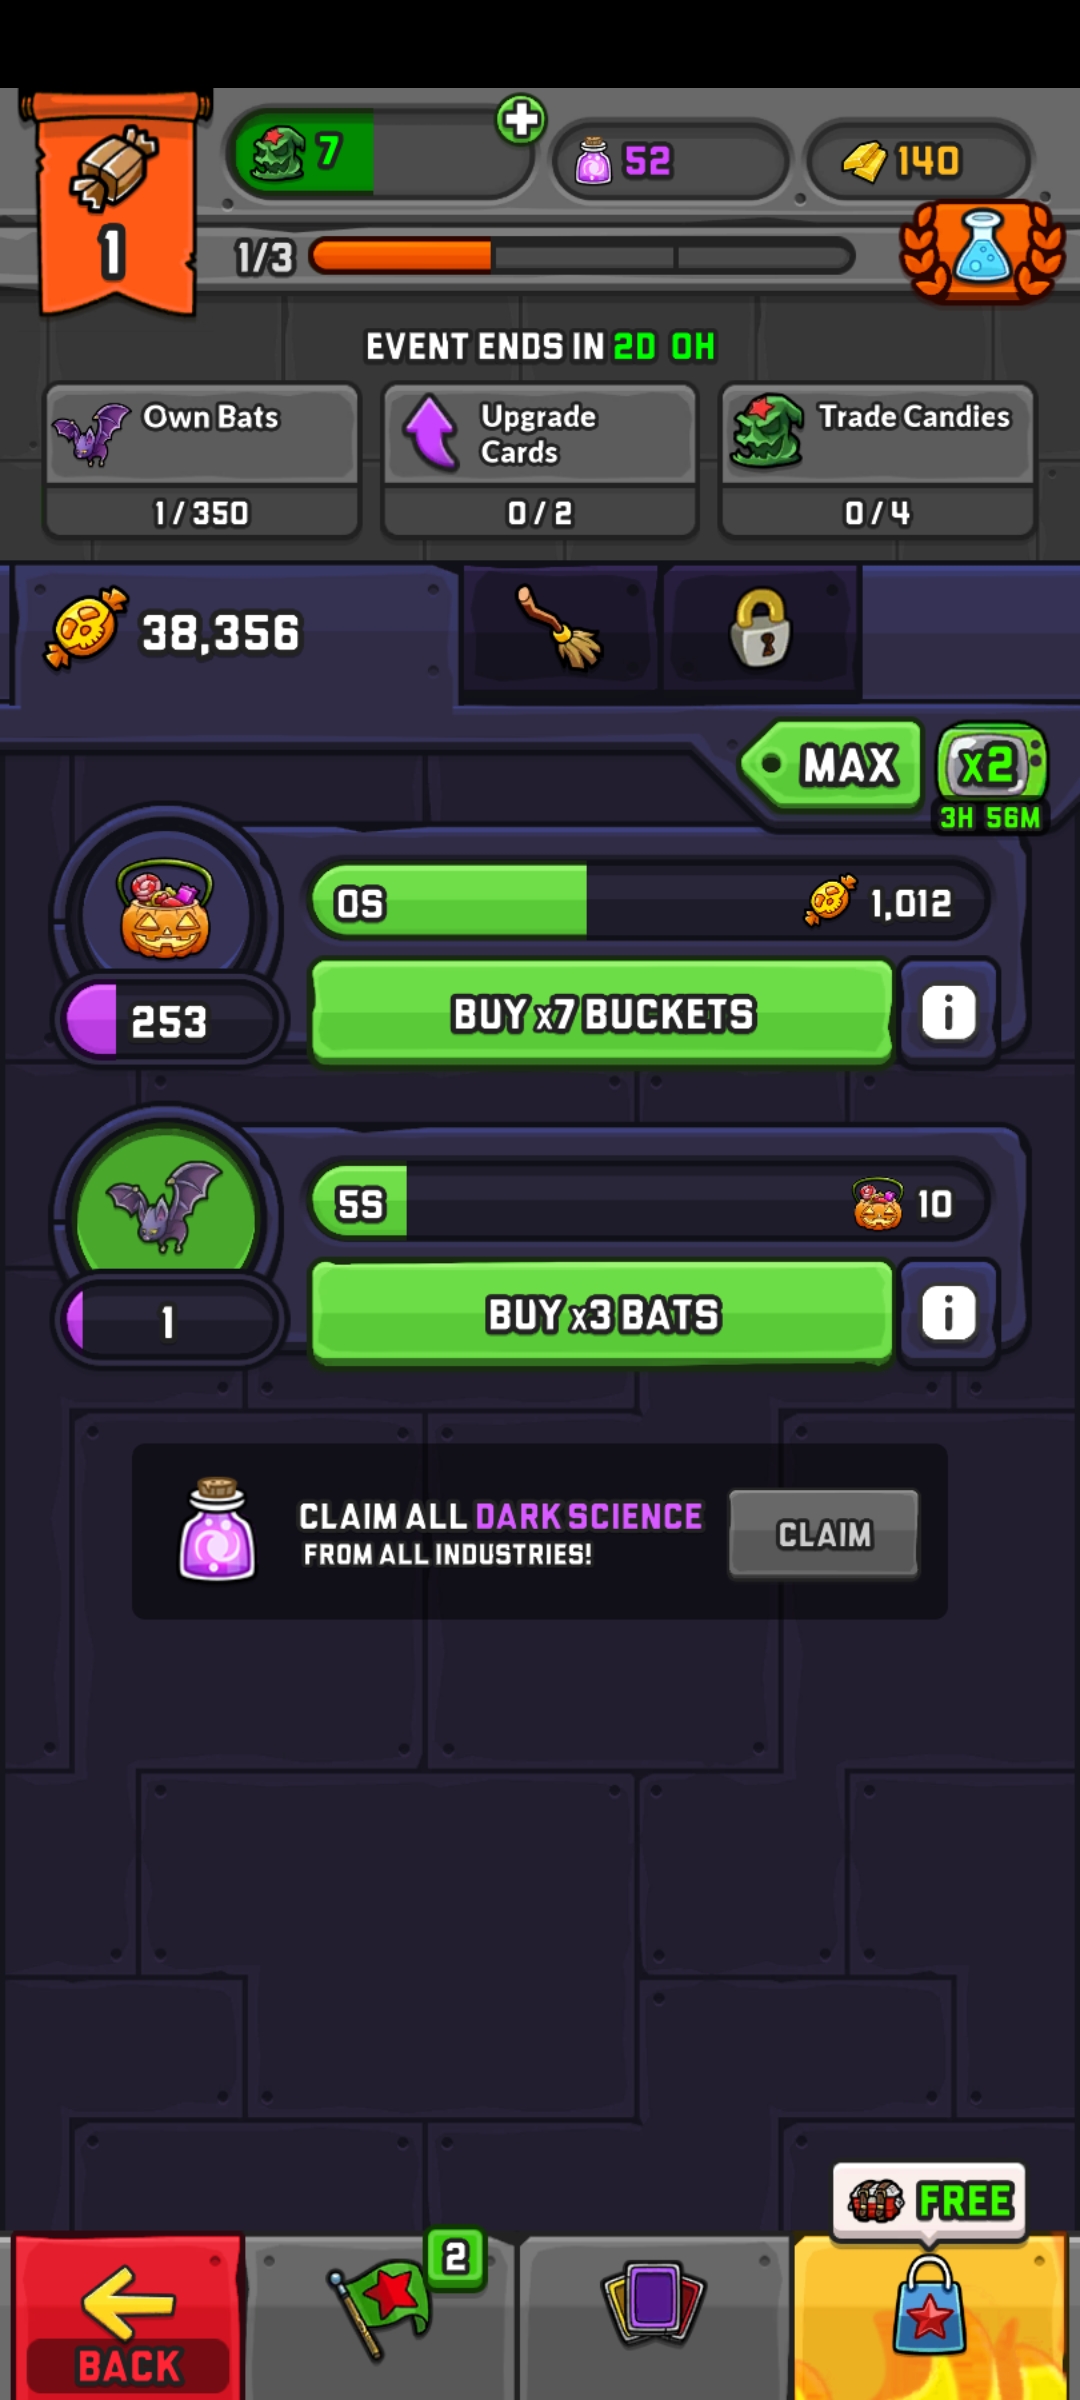 7
52
140
1
1/3
EVENT ENDS IN 2D 0H
Own Bats
1/350
Upgrade
Cards
0/2
Trade Candies
0/4
38,356
MAX
x2
3H 56M
0S
1,012
253
BUY x7 BUCKETS
i
5S
10
1
BUY x3 BATS
i
CLAIM ALL DARK SCIENCE
FROM ALL INDUSTRIES!
CLAIM
FREE
2
BACK